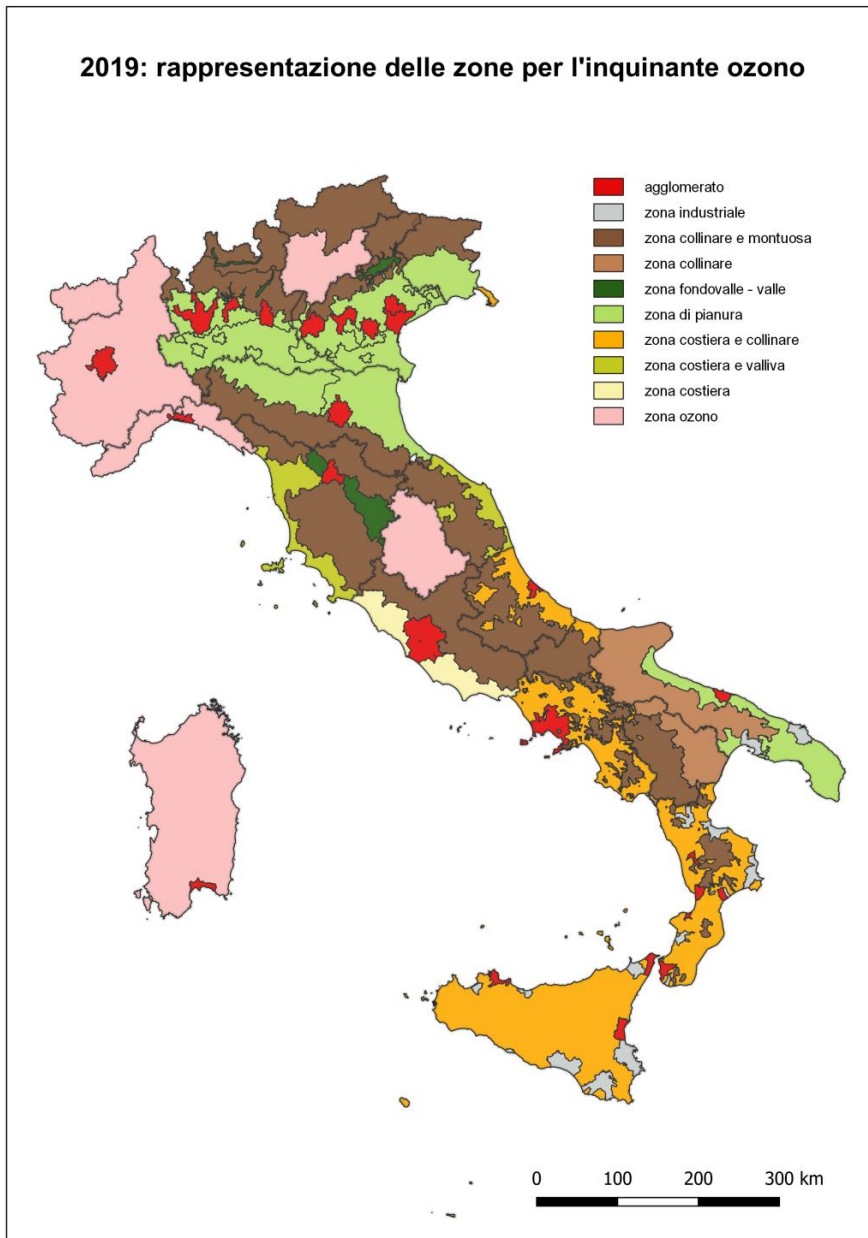 2019: rappresentazione delle zone per l'inquinante ozono
agglomerato
zona industriale
zona collinare e montuosa
zona collinare
zona fondovalle - valle
zona di pianura
zona costiera e collinare
zona costiera e valliva
zona costiera
zona ozono
0 100 200 300 km